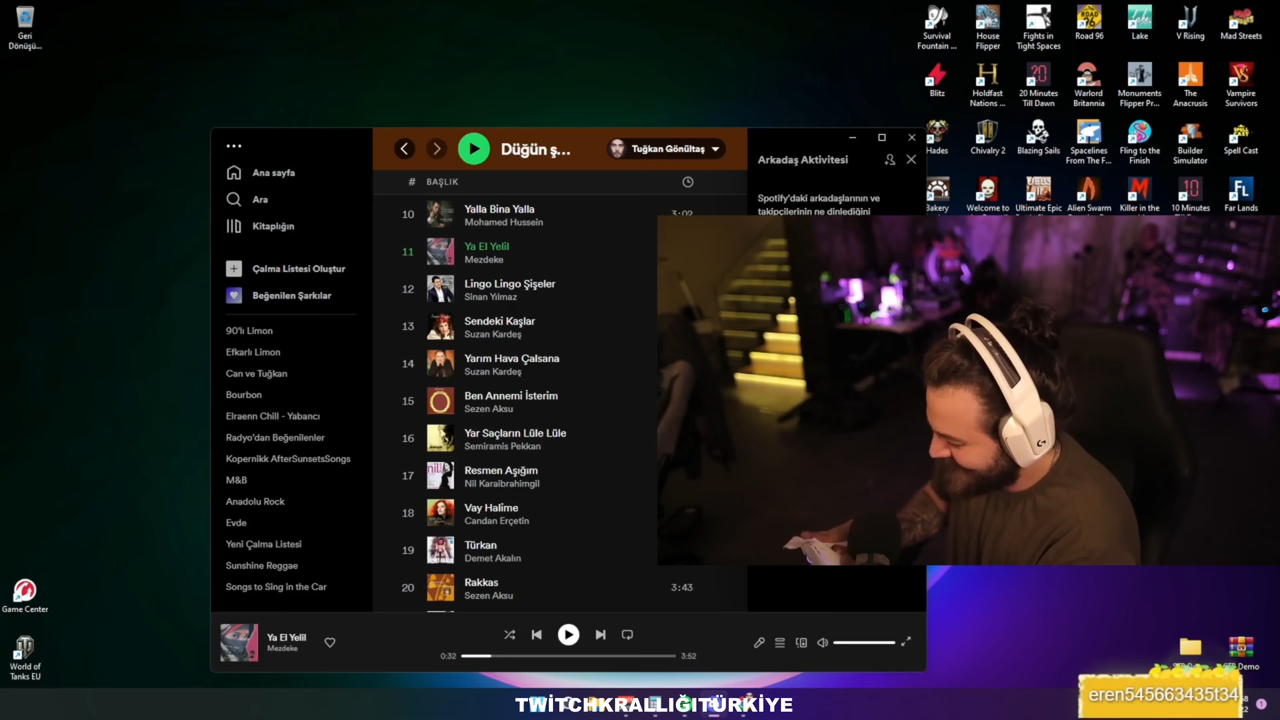 Geri
Dönüşü...
Survival
Fountain ...
House
Flipper
Fights in
Tight Spaces
Road 96
Lake
V Rising
Mad Streets
Blitz
Holdfast
Nations ...
20 Minutes
Till Dawn
Warlord
Britannia
Monuments
Flipper Pr...
The
Anacrusis
Vampire
Survivors
Hades
Chivalry 2
Blazing Sails
Spacelines
From The F...
Fling to the
Finish
Builder
Simulator
Spell Cast
Bakery
Welcome to
Ultimate Epic
Alien Swarm
Killer in the
10 Minutes
Far Lands
Ana sayfa
Ara
Kitaplığın
Çalma Listesi Oluştur
Beğenilen Şarkılar
90'lı Limon
Efkarlı Limon
Can ve Tuğkan
Bourbon
Elraenn Chill - Yabancı
Radyo'dan Beğenilenler
Kopernikk AfterSunsetsSongs
M&B
Anadolu Rock
Evde
Yeni Çalma Listesi
Sunshine Reggae
Songs to Sing in the Car
Düğün ş...
Tuğkan Gönültaş
# BAŞLIK
10 Yalla Bina Yalla 3:02
Mohamed Hussein
11 Ya El Yelil
Mezdeke
12 Lingo Lingo Şişeler
Sinan Yılmaz
13 Sendeki Kaşlar
Suzan Kardeş
14 Yarım Hava Çalsana
Suzan Kardeş
15 Ben Annemi İsterim
Sezen Aksu
16 Yar Saçların Lüle Lüle
Semiramis Pekkan
17 Resmen Aşığım
Nil Karaibrahimgil
18 Vay Halime
Candan Erçetin
19 Türkan
Demet Akalın
20 Rakkas 3:43
Sezen Aksu
Arkadaş Aktivitesi
Spotify'daki arkadaşlarının ve
takipçilerinin ne dinlediğini
Game Center
World of
Tanks EU
Ya El Yelil
Mezdeke
0:32
3:52
Demo
eren545663435t34
TWİTCHKRALLIĞITÜRKİYE